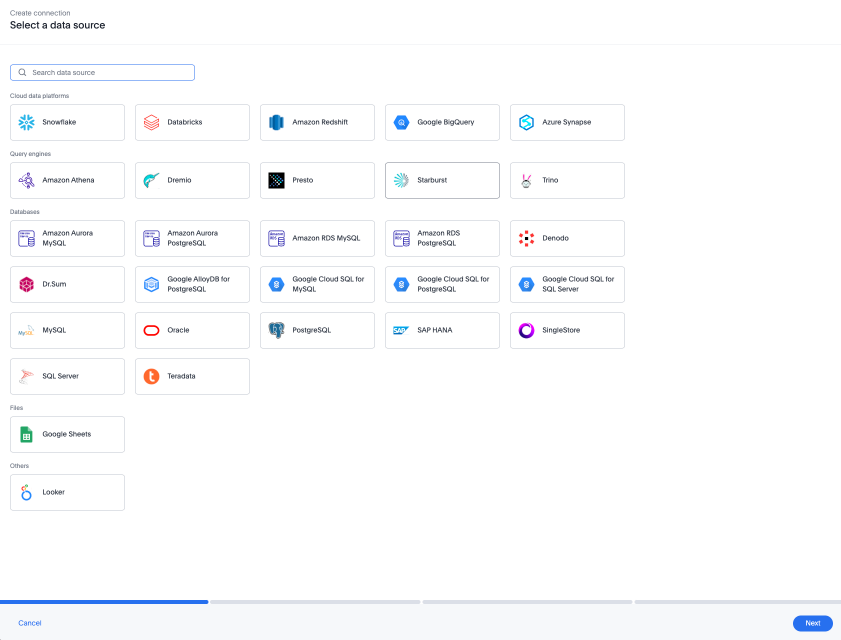 Create connection
Select a data source
Search data source
Cloud data platforms
Snowflake
Databricks
Amazon Redshift
Google BigQuery
Azure Synapse
Query engines
Amazon Athena
Dremio
Presto
Starburst
Trino
Databases
Amazon Aurora
MySQL
Amazon Aurora
PostgreSQL
Amazon RDS MySQL
Amazon RDS
PostgreSQL
Denodo
Dr.Sum
Google AlloyDB for
PostgreSQL
Google Cloud SQL for
MySQL
Google Cloud SQL for
PostgreSQL
Google Cloud SQL for
SQL Server
MySQL
MySQL
Oracle
PostgreSQL
SAP
SAP HANA
SingleStore
SQL Server
Teradata
Files
Google Sheets
Others
Looker
Cancel
Next